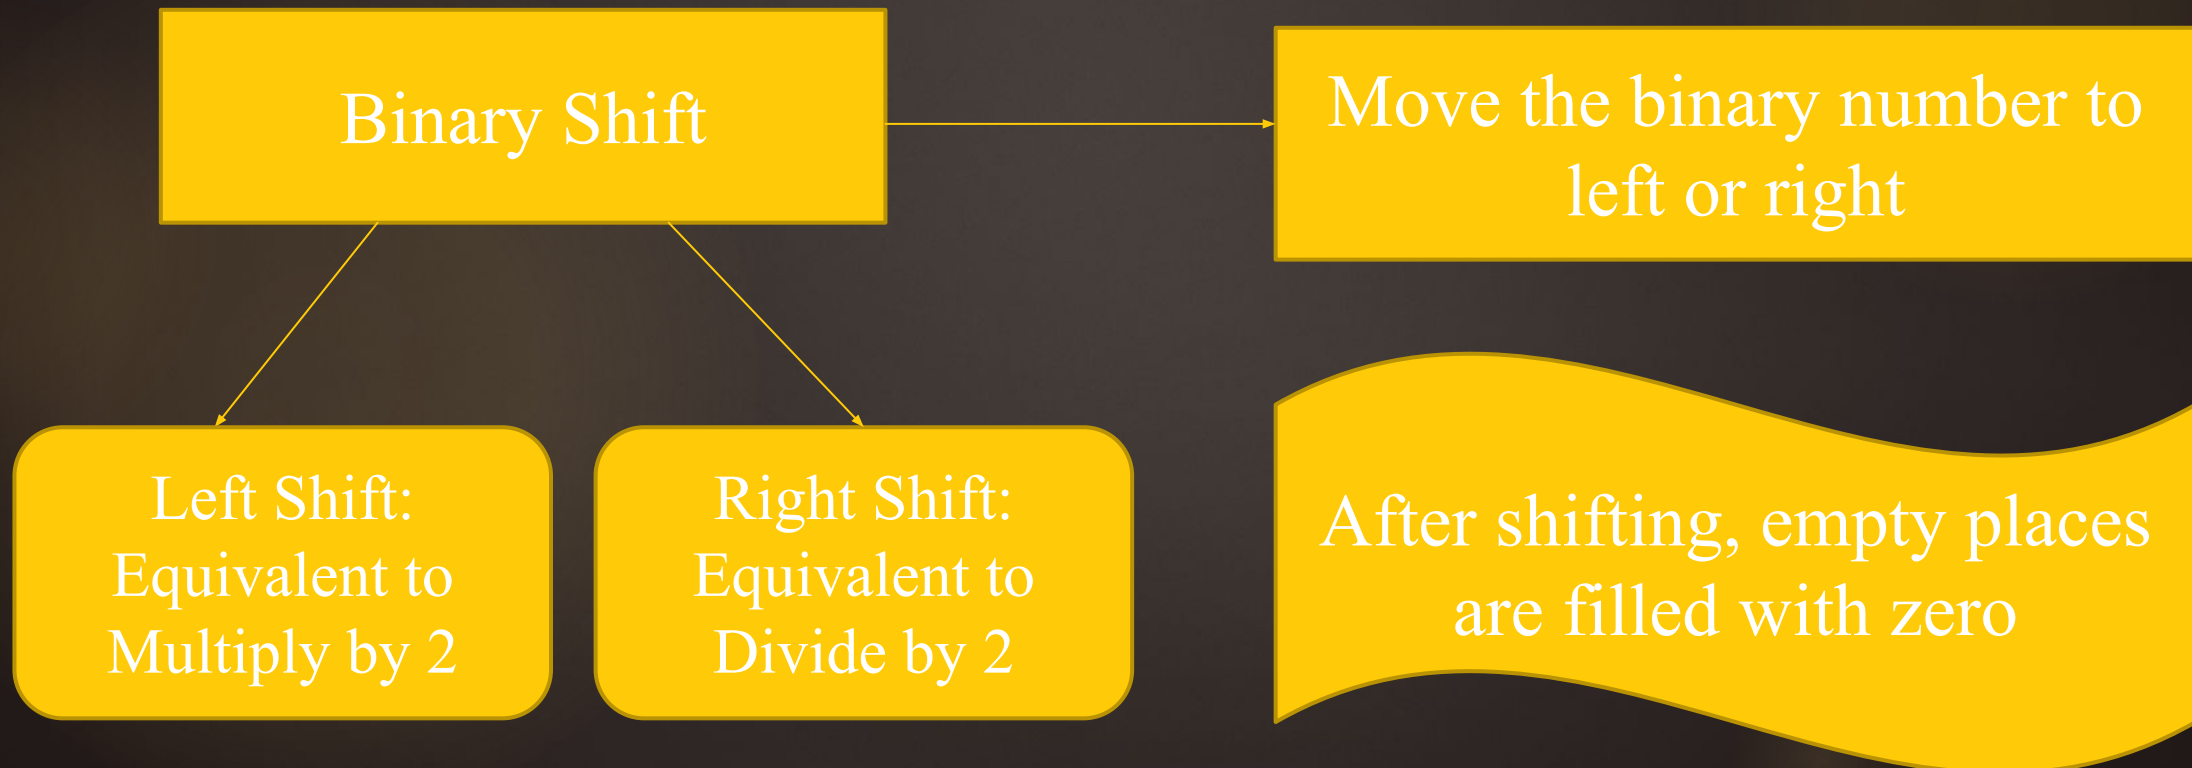 Binary Shift
Move the binary number to
left or right
Left Shift:
Equivalent to
Multiply by 2
Right Shift:
Equivalent to
Divide by 2
After shifting, empty places
are filled with zero